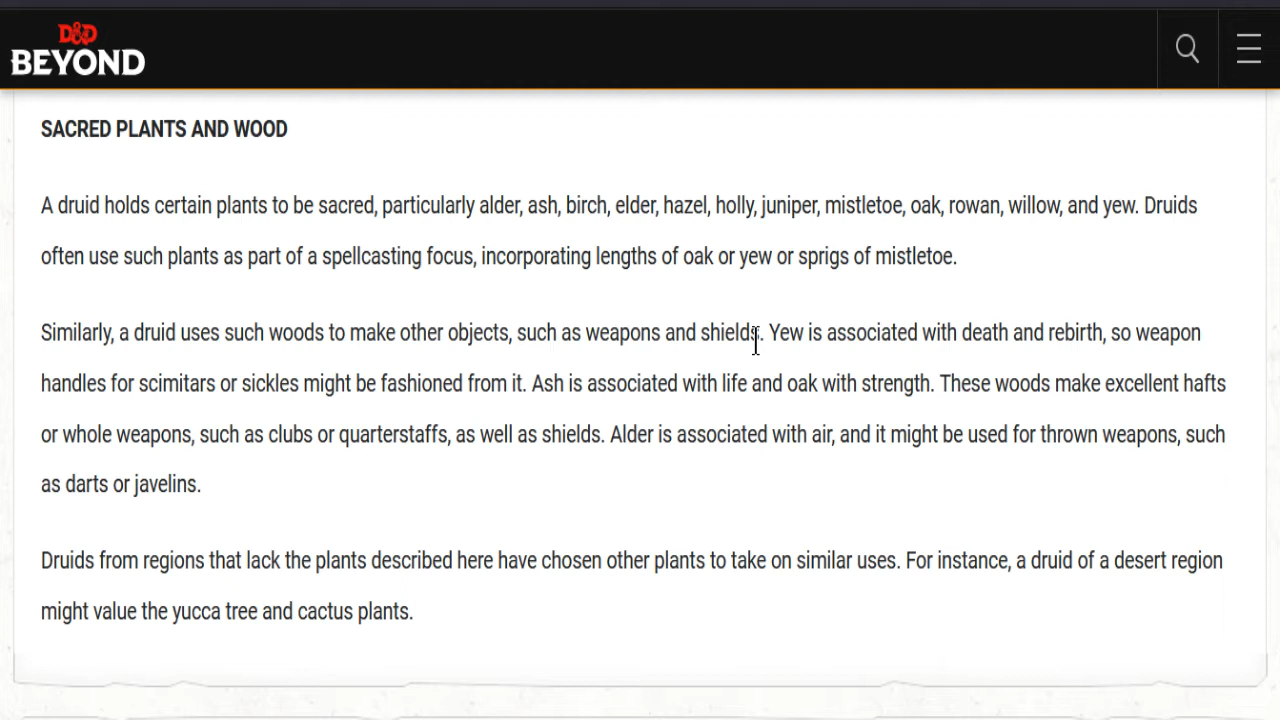 D&D
BEYOND
SACRED PLANTS AND WOOD
A druid holds certain plants to be sacred, particularly alder, ash, birch, elder, hazel, holly, juniper, mistletoe, oak, rowan, willow, and yew. Druids
often use such plants as part of a spellcasting focus, incorporating lengths of oak or yew or sprigs of mistletoe.
Similarly, a druid uses such woods to make other objects, such as weapons and shields. Yew is associated with death and rebirth, so weapon
handles for scimitars or sickles might be fashioned from it. Ash is associated with life and oak with strength. These woods make excellent hafts
or whole weapons, such as clubs or quarterstaffs, as well as shields. Alder is associated with air, and it might be used for thrown weapons, such
as darts or javelins.
Druids from regions that lack the plants described here have chosen other plants to take on similar uses. For instance, a druid of a desert region
might value the yucca tree and cactus plants.